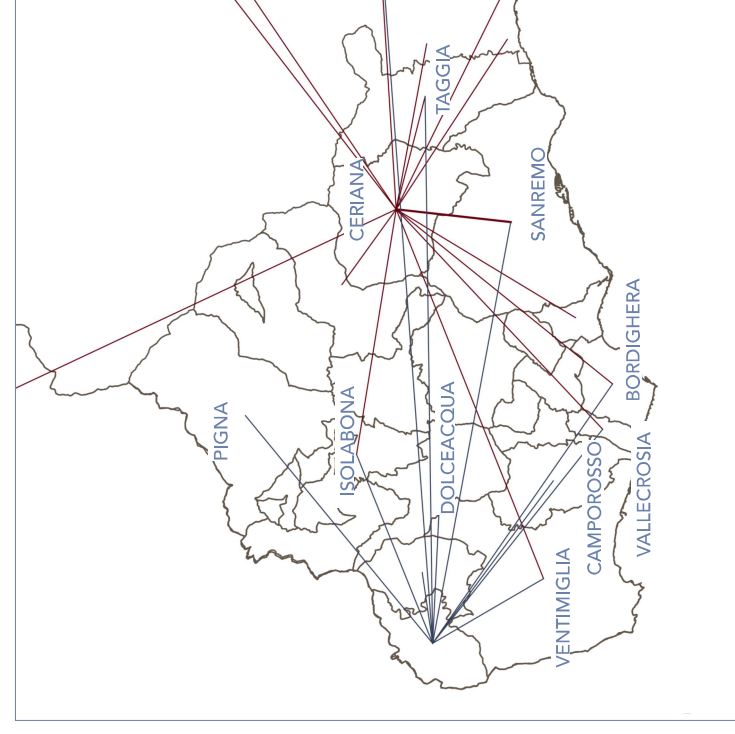 TAGGIA
CERIANA
SANREMO
BORDIGHERA
PIGNA
ISOLABONA
DOLCEACQUA
CAMPOROSSO
VALLECROSIA
VENTIMIGLIA